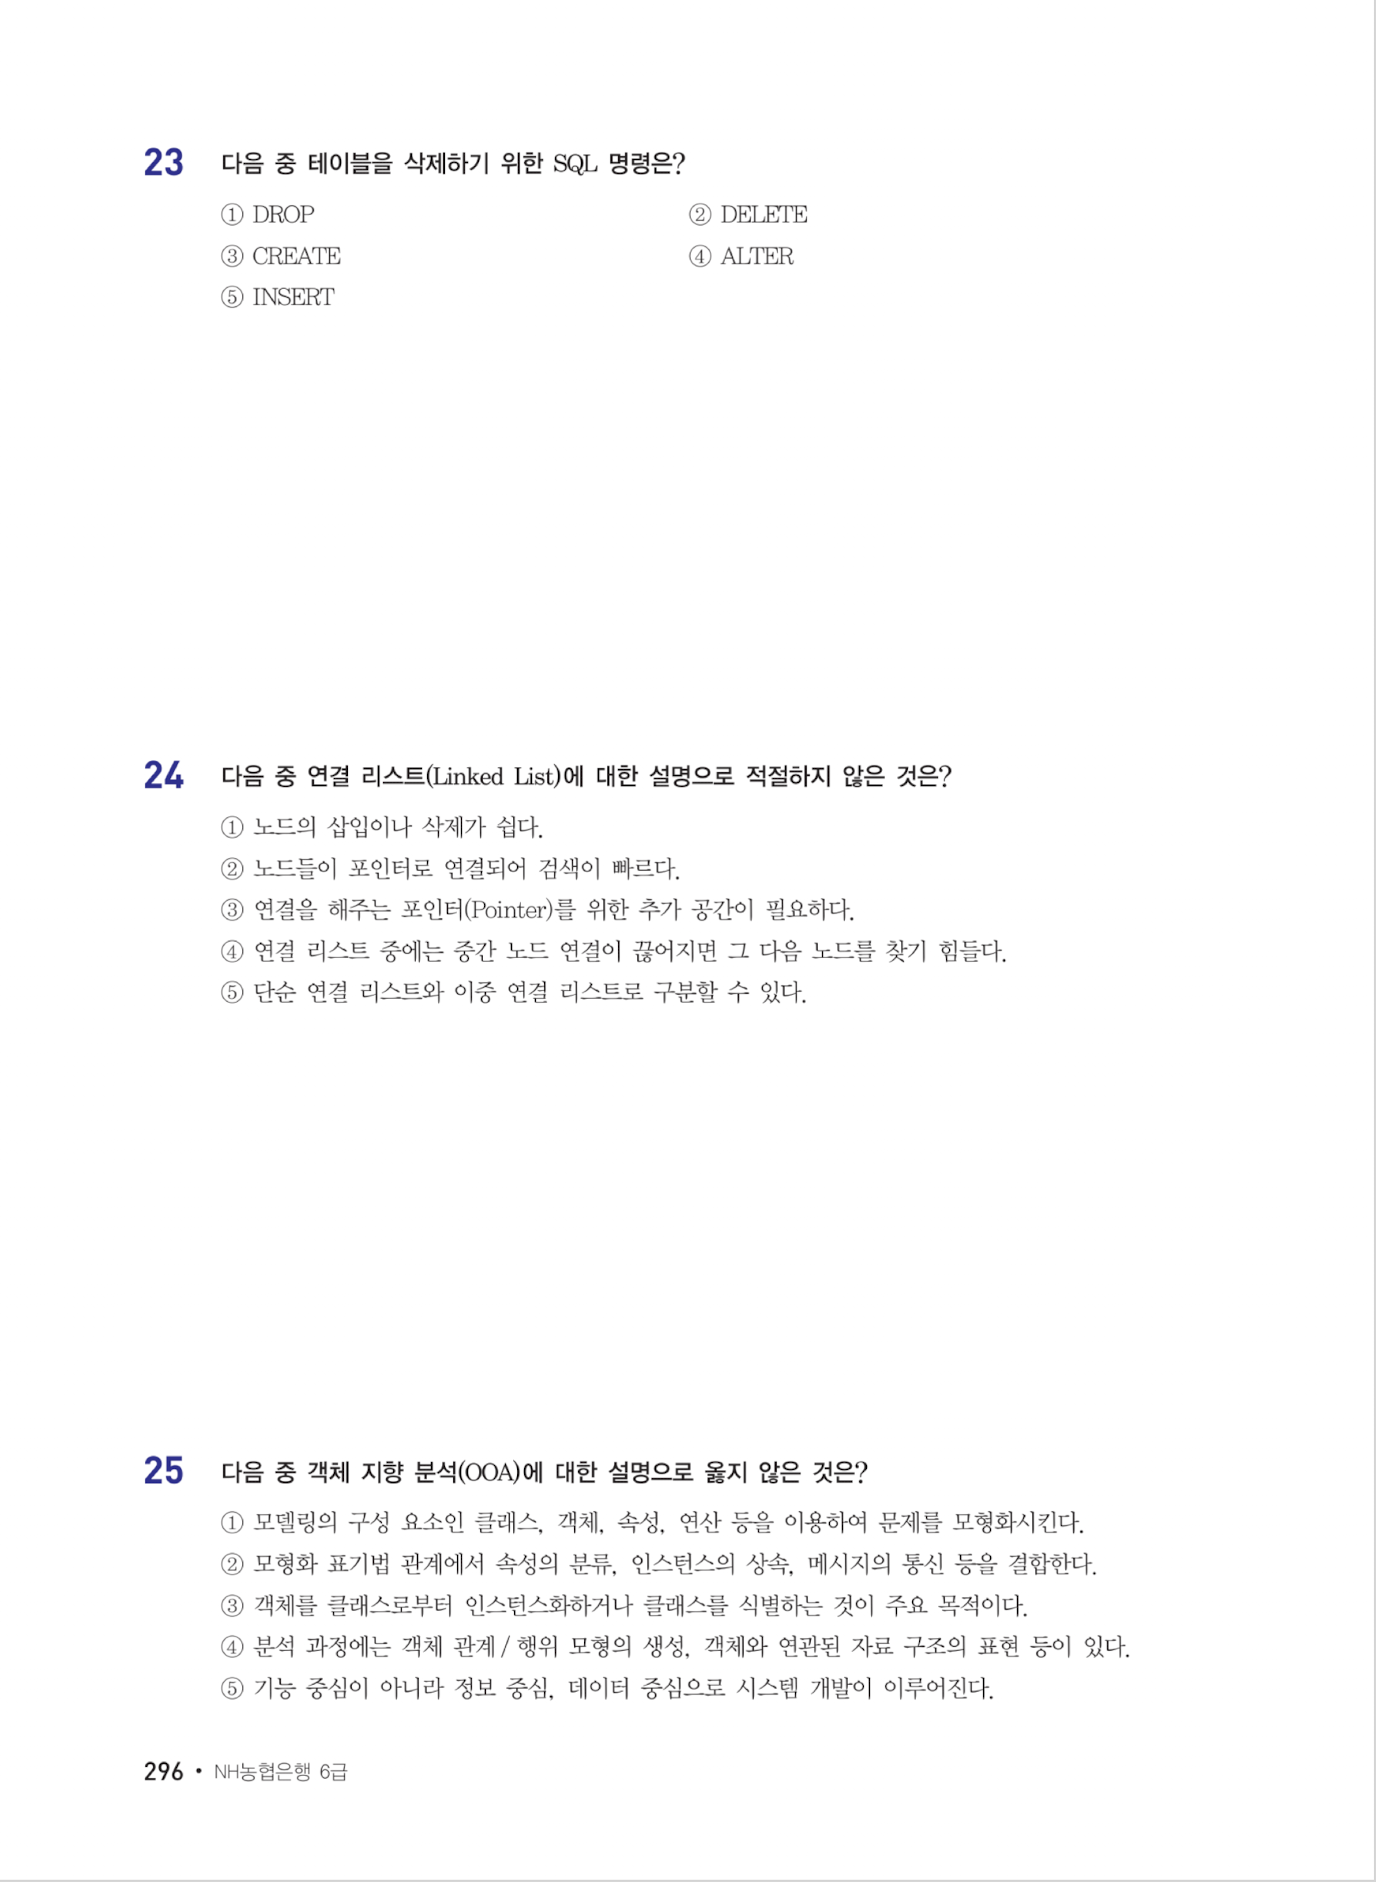 23 다음 중 테이블을 삭제하기 위한 SQL 명령은?
① DROP ② DELETE
③ CREATE ④ ALTER
⑤ INSERT
24 다음 중 연결 리스트(Linked List)에 대한 설명으로 적절하지 않은 것은?
① 노드의 삽입이나 삭제가 쉽다.
② 노드들이 포인터로 연결되어 검색이 빠르다.
③ 연결을 해주는 포인터(Pointer)를 위한 추가 공간이 필요하다.
④ 연결 리스트 중에는 중간 노드 연결이 끊어지면 그 다음 노드를 찾기 힘들다.
⑤ 단순 연결 리스트와 이중 연결 리스트로 구분할 수 있다.
25 다음 중 객체 지향 분석(OOA)에 대한 설명으로 옳지 않은 것은?
① 모델링의 구성 요소인 클래스, 객체, 속성, 연산 등을 이용하여 문제를 모형화시킨다.
② 모형화 표기법 관계에서 속성의 분류, 인스턴스의 상속, 메시지의 통신 등을 결합한다.
③ 객체를 클래스로부터 인스턴스화하거나 클래스를 식별하는 것이 주요 목적이다.
④ 분석 과정에는 객체 관계 / 행위 모형의 생성, 객체와 연관된 자료 구조의 표현 등이 있다.
⑤ 기능 중심이 아니라 정보 중심, 데이터 중심으로 시스템 개발이 이루어진다.
296 • NH농협은행 6급